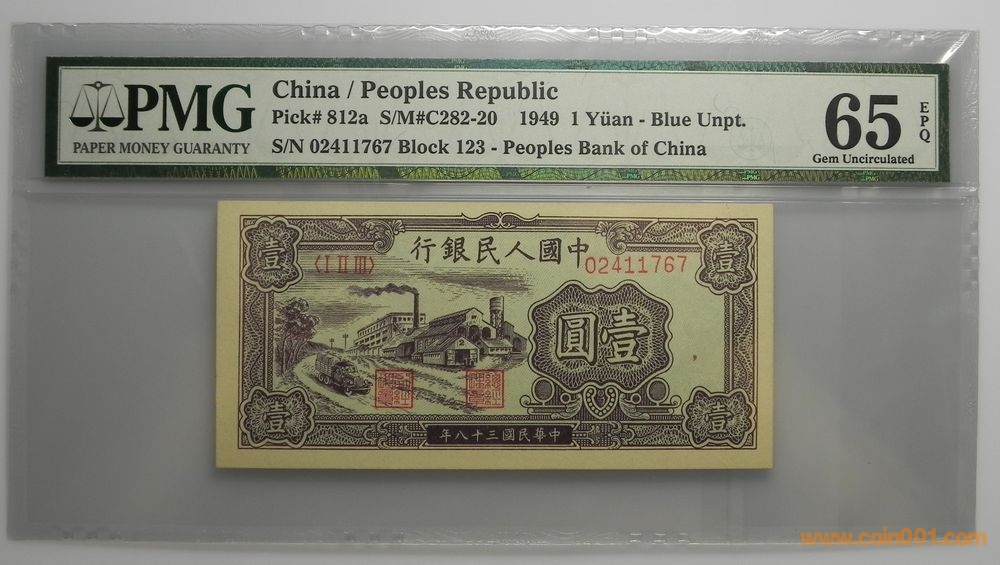 PMG
PAPER MONEY GUARANTY
China / Peoples Republic
Pick# 812a S/M#C282-20 1949 1 Yüan - Blue Unpt.
S/N 02411767 Block 123 - Peoples Bank of China
65 EPQ
Gem Uncirculated
行銀民人國中
〈I II III〉
02411767
壹
壹
圓壹
壹
壹
年八十三國民華中
www.coin001.com